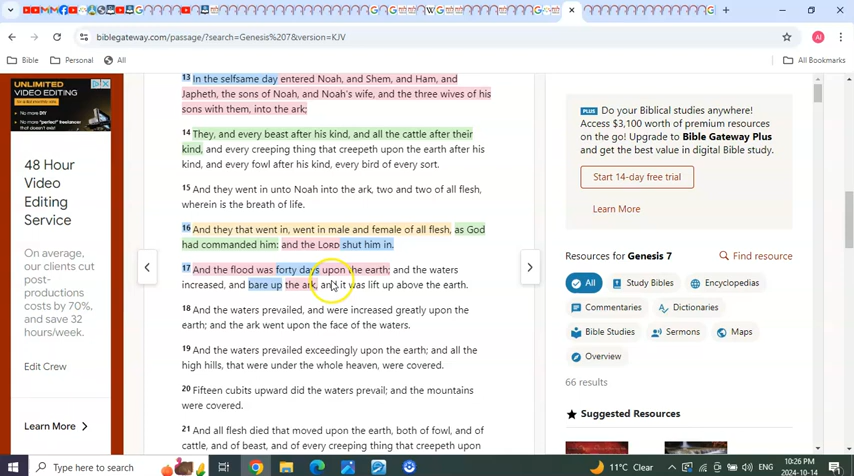 biblegateway.com/passage/?search=Genesis%207&version=KJV
AI
Bible
Personal
All
All Bookmarks
UNLIMITED
VIDEO
EDITING
No more DIY
48 Hour
Video
Editing
Service
On average,
our clients cut
post-
productions
costs by 70%,
and save 32
hours/week.
Edit Crew
Learn More
13 In the selfsame day entered Noah, and Shem, and Ham, and
Japheth, the sons of Noah, and Noah's wife, and the three wives of his
sons with them, into the ark;
14 They, and every beast after his kind, and all the cattle after their
kind, and every creeping thing that creepeth upon the earth after his
kind, and every fowl after his kind, every bird of every sort.
15 And they went in unto Noah into the ark, two and two of all flesh,
wherein is the breath of life.
16 And they that went in, went in male and female of all flesh, as God
had commanded him: and the LORD shut him in.
17 And the flood was forty days upon the earth; and the waters
increased, and bare up the ark, and it was lift up above the earth.
18 And the waters prevailed, and were increased greatly upon the
earth; and the ark went upon the face of the waters.
19 And the waters prevailed exceedingly upon the earth; and all the
high hills, that were under the whole heaven, were covered.
20 Fifteen cubits upward did the waters prevail; and the mountains
were covered.
21 And all flesh died that moved upon the earth, both of fowl, and of
cattle, and of beast, and of every creeping thing that creepeth upon
PLUS Do your Biblical studies anywhere!
Access $3,100 worth of premium resources
on the go! Upgrade to Bible Gateway Plus
and get the best value in digital Bible study.
Start 14-day free trial
Learn More
Resources for Genesis 7
Find resource
All
Study Bibles
Encyclopedias
Commentaries
Dictionaries
Bible Studies
Sermons
Maps
Overview
66 results
Suggested Resources
Type here to search
11°C Clear
ENG
10:26 PM
2024-10-14